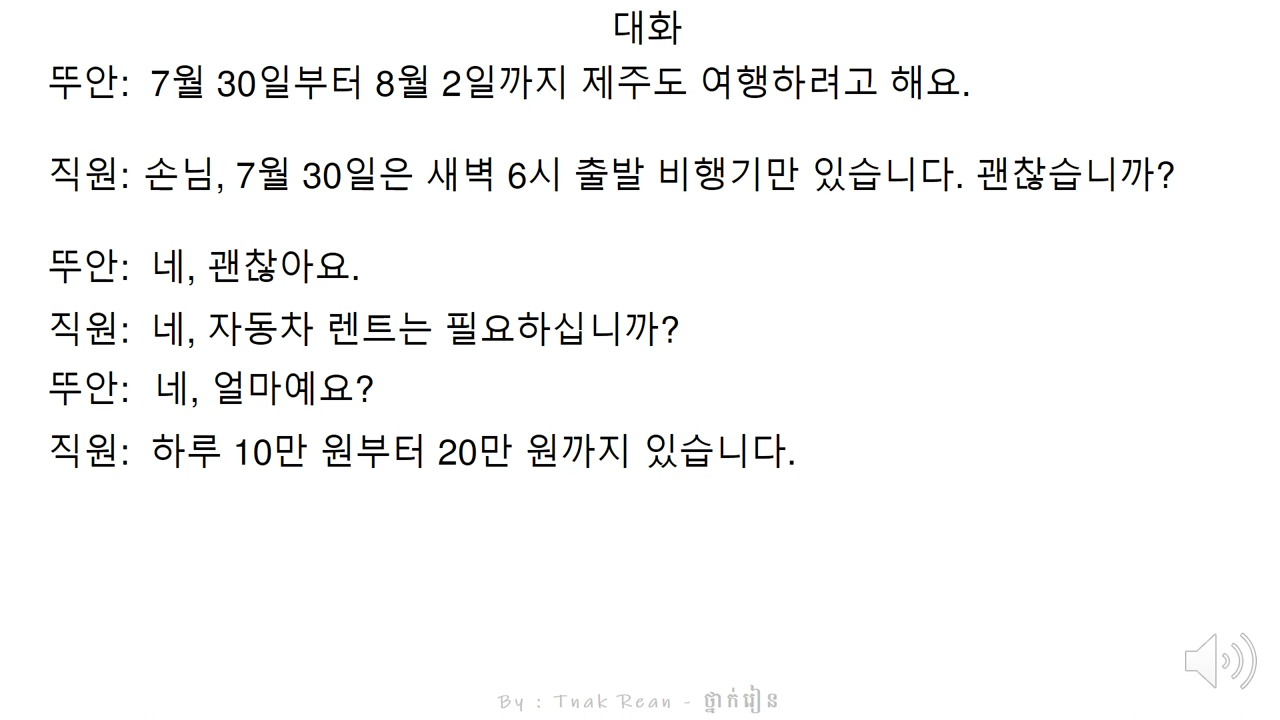 대화
뚜안: 7월 30일부터 8월 2일까지 제주도 여행하려고 해요.
직원: 손님, 7월 30일은 새벽 6시 출발 비행기만 있습니다. 괜찮습니까?
뚜안: 네, 괜찮아요.
직원: 네, 자동차 렌트는 필요하십니까?
뚜안: 네, 얼마예요?
직원: 하루 10만 원부터 20만 원까지 있습니다.
By : Tnak Rean - ថ្នាក់រៀន